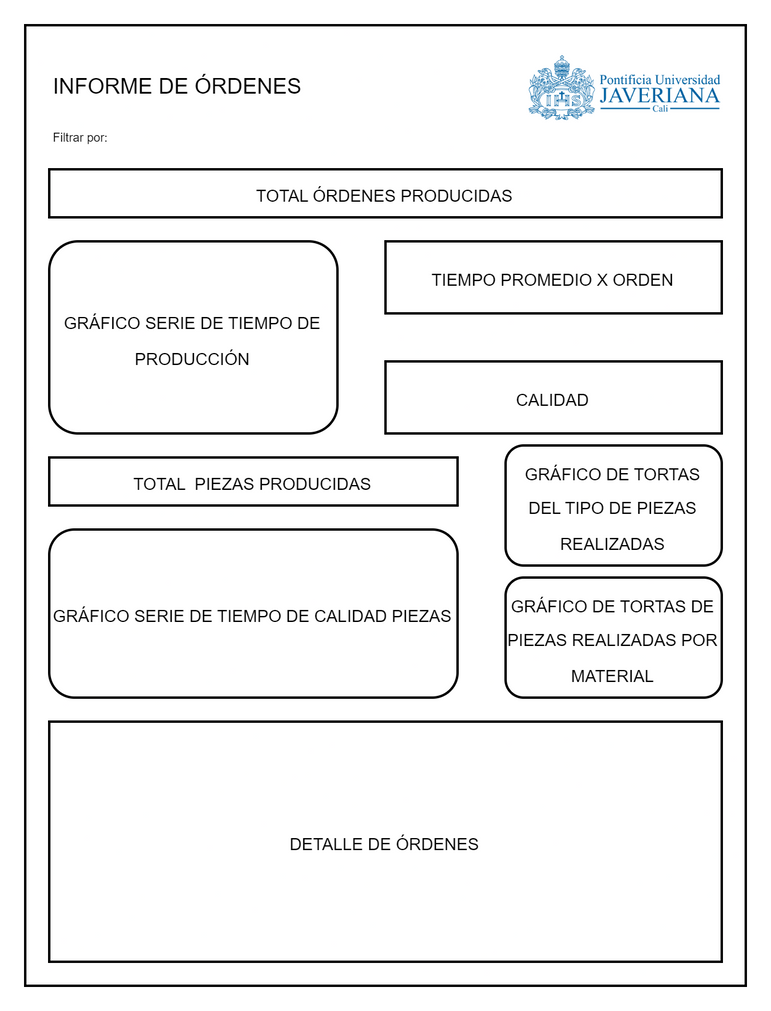 INFORME DE ÓRDENES
Pontificia Universidad
JAVERIANA
Cali
Filtrar por:
TOTAL ÓRDENES PRODUCIDAS
GRÁFICO SERIE DE TIEMPO DE
PRODUCCIÓN
TIEMPO PROMEDIO X ORDEN
CALIDAD
TOTAL  PIEZAS PRODUCIDAS
GRÁFICO DE TORTAS
DEL TIPO DE PIEZAS
REALIZADAS
GRÁFICO SERIE DE TIEMPO DE CALIDAD PIEZAS
GRÁFICO DE TORTAS DE
PIEZAS REALIZADAS POR
MATERIAL
DETALLE DE ÓRDENES